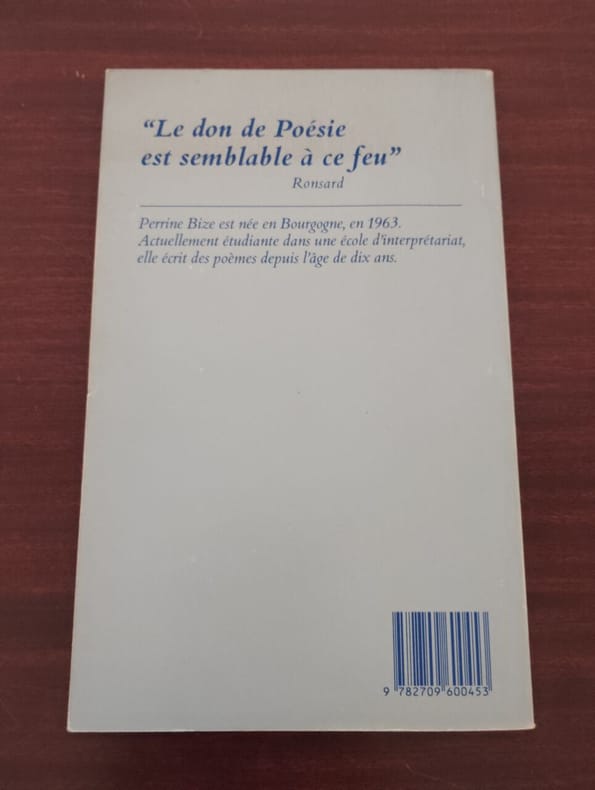 “Le don de Poésie
est semblable à ce feu”
Ronsard
Perrine Bize est née en Bourgogne, en 1963.
Actuellement étudiante dans une école d'interprétariat,
elle écrit des poèmes depuis l'âge de dix ans.
9 782709 600453